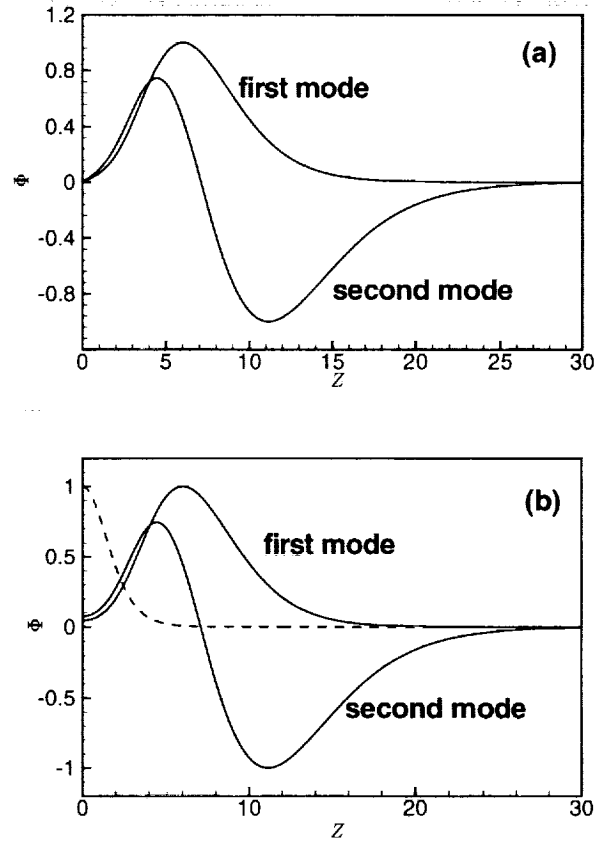 1.2
(a)
first mode
0.8
0.4
Φ
0
-0.4
second mode
-0.8
0 5 10 15 20 25 30
Z
(b)
1
first mode
0.5
Φ
0
-0.5
second mode
-1
0 10 20 30
Z